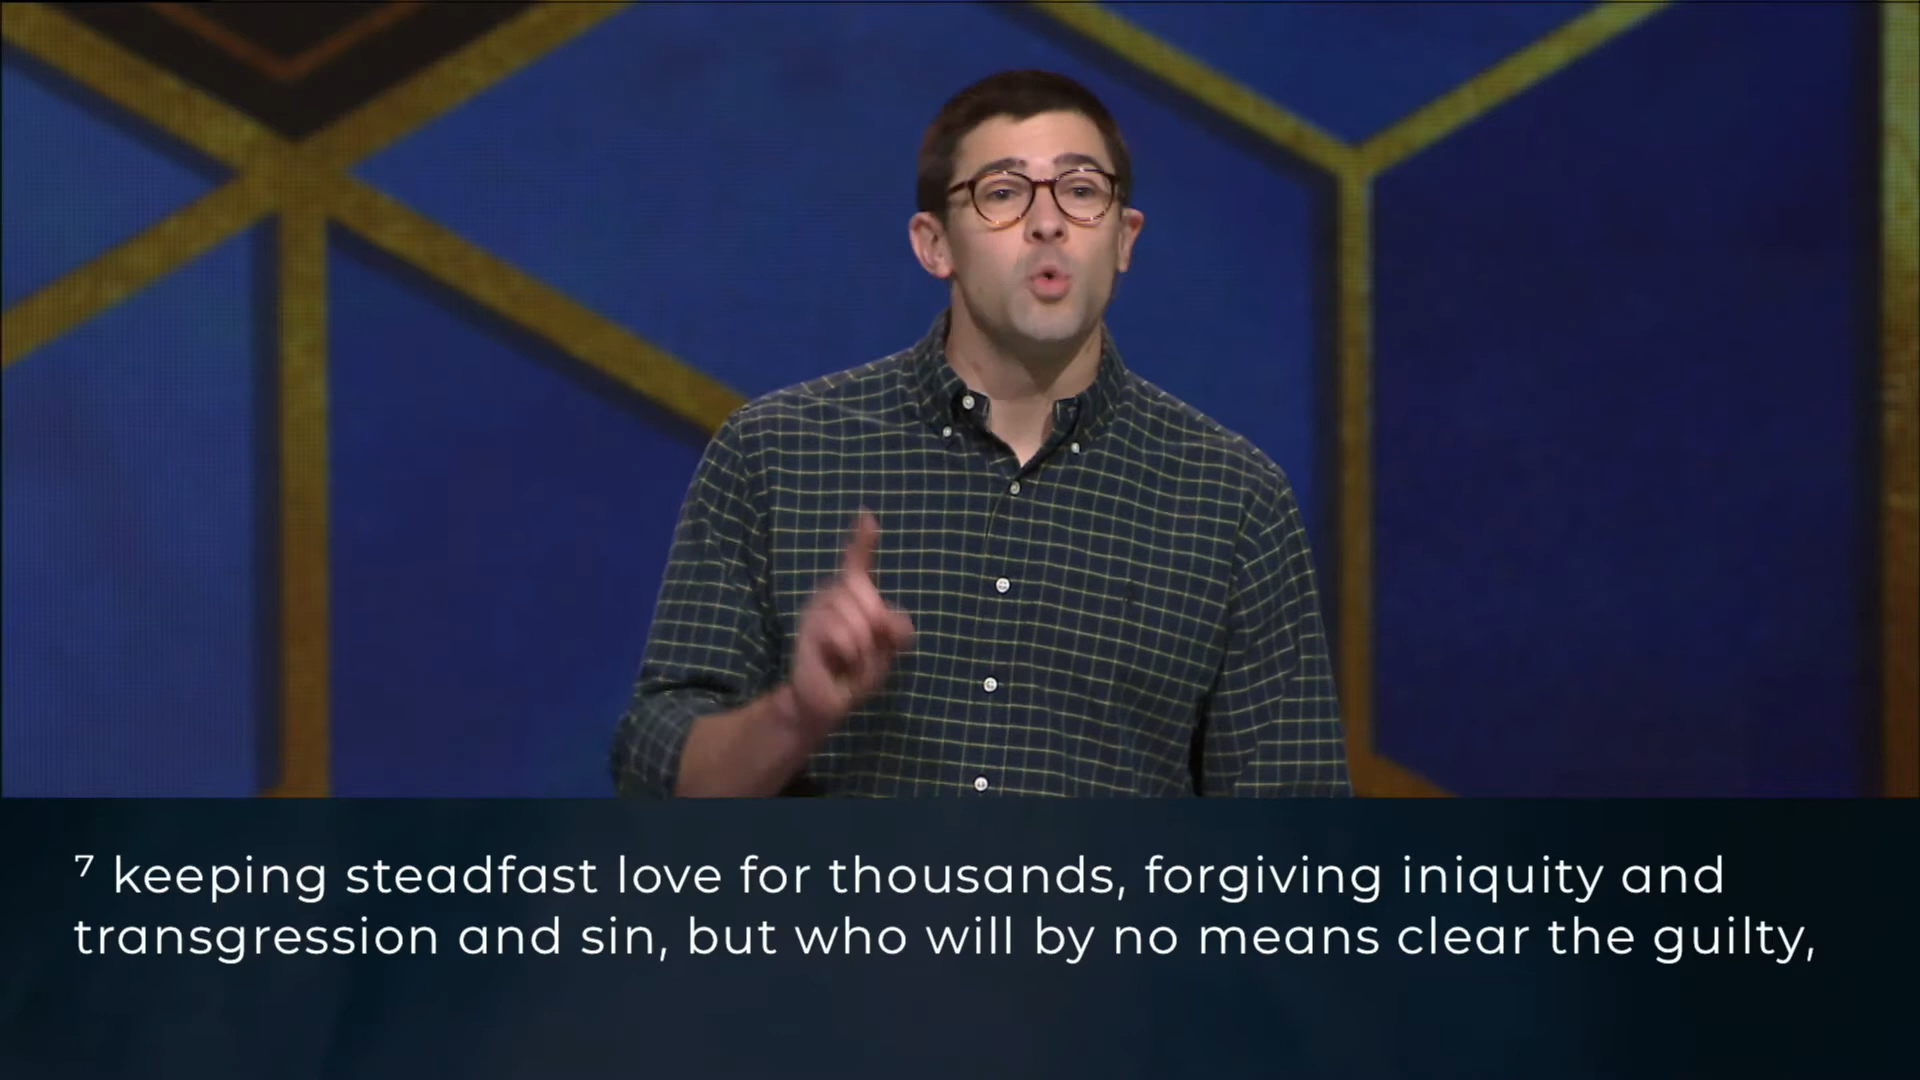 ⁷ keeping steadfast love for thousands, forgiving iniquity and
transgression and sin, but who will by no means clear the guilty,